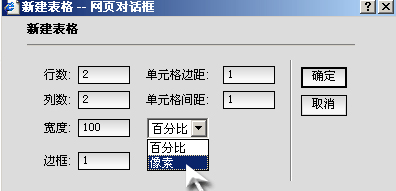 新建表格 -- 网页对话框
新建表格
行数: 2 单元格边距: 1 确定
列数: 2 单元格间距: 1 取消
宽度: 100 百分比
百分比
像素
边框: 1